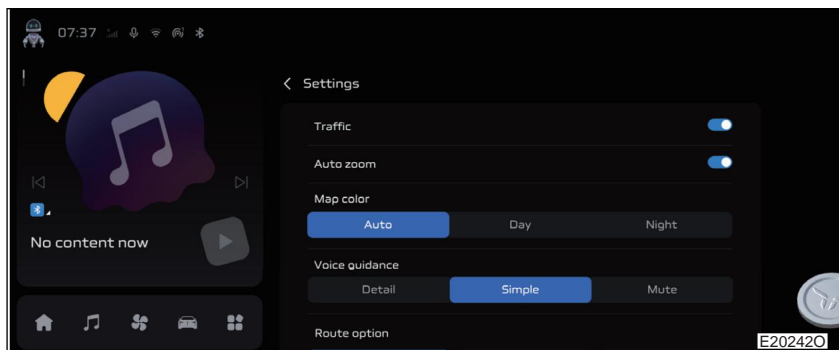 07:37
Settings
Traffic
Auto zoom
Map color
Auto Day Night
No content now
Voice guidance
Detail Simple Mute
Route option
E20242O